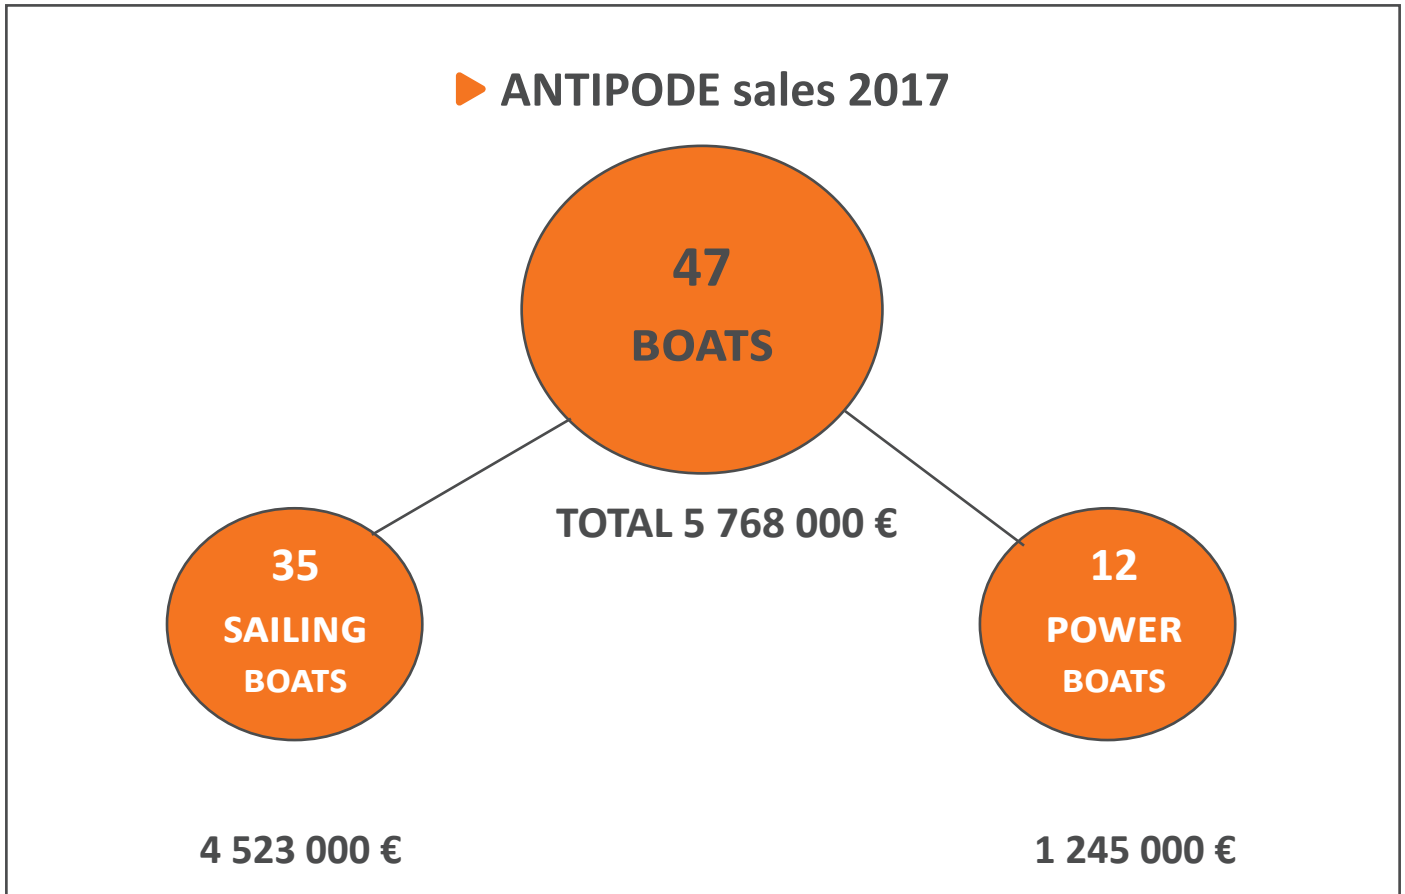 ANTIPODE sales 2017
47
BOATS
TOTAL 5 768 000 €
35
SAILING
BOATS
12
POWER
BOATS
4 523 000 €
1 245 000 €